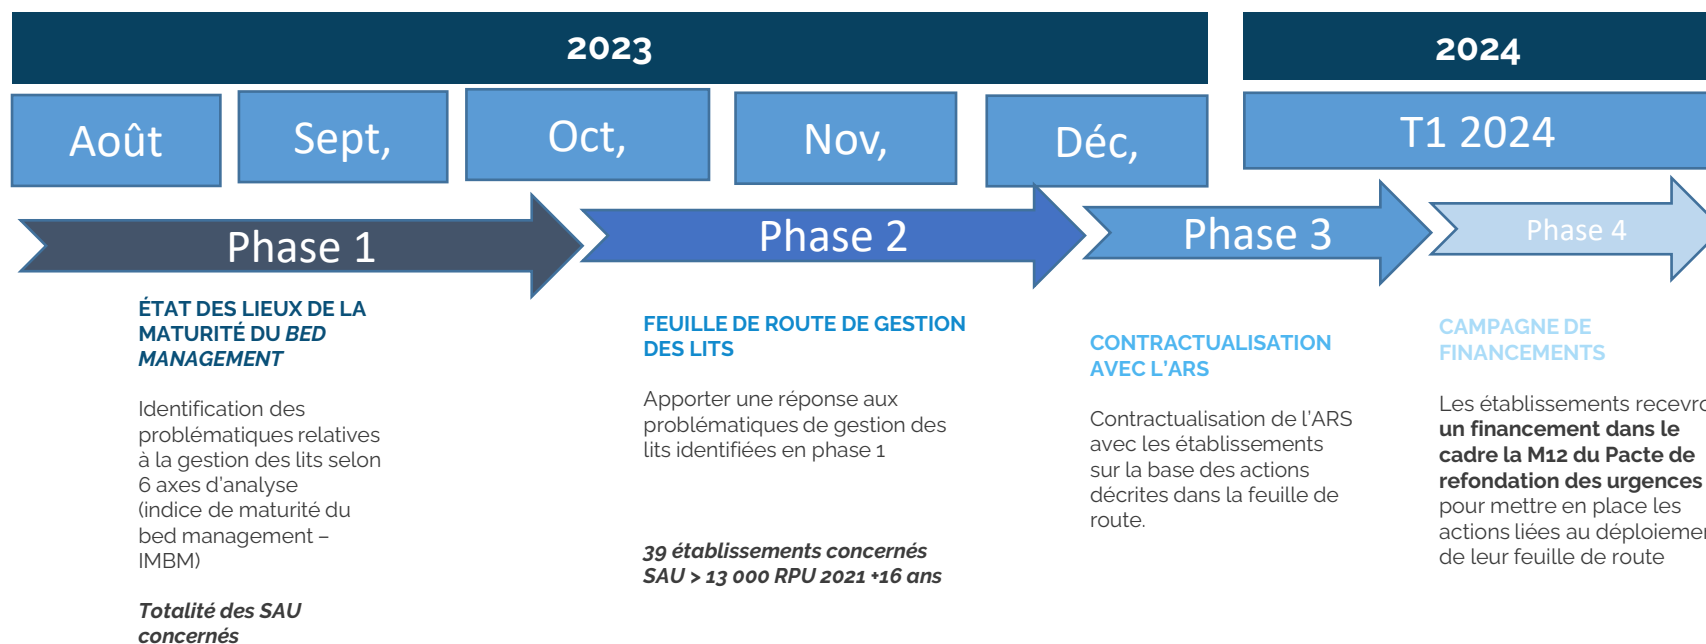 2023
2024
Août
Sept,
Oct,
Nov,
Déc,
T1 2024
Phase 1
Phase 2
Phase 3
Phase 4
ÉTAT DES LIEUX DE LA
MATURITÉ DU BED
MANAGEMENT
Identification des
problématiques relatives
à la gestion des lits selon
6 axes d'analyse
(indice de maturité du
bed management –
IMBM)
Totalité des SAU
concernés
FEUILLE DE ROUTE DE GESTION
DES LITS
Apporter une réponse aux
problématiques de gestion des
lits identifiées en phase 1
39 établissements concernés
SAU > 13 000 RPU 2021 +16 ans
CONTRACTUALISATION
AVEC L'ARS
Contractualisation de l'ARS
avec les établissements
sur la base des actions
décrites dans la feuille de
route.
CAMPAGNE DE
FINANCEMENTS
Les établissements recevro
un financement dans le
cadre la M12 du Pacte de
refondation des urgences
pour mettre en place les
actions liées au déploiemen
de leur feuille de route